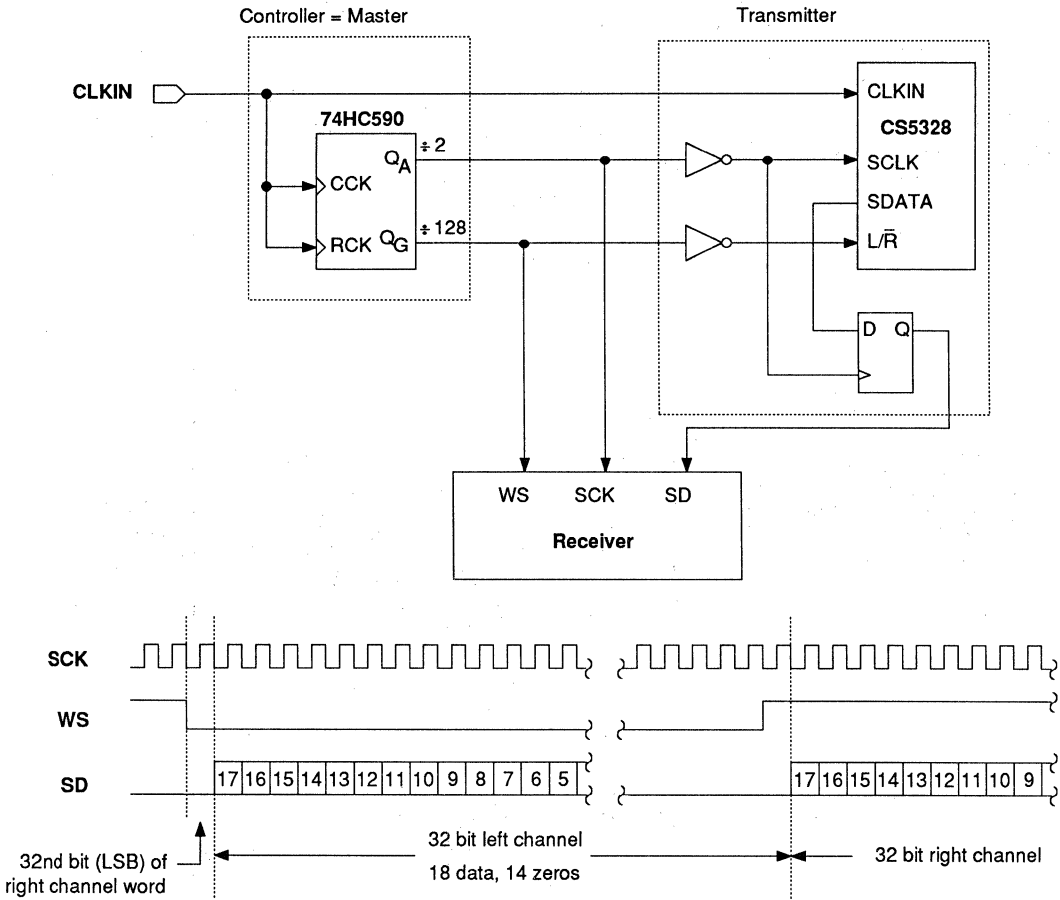 Controller = Master
Transmitter
CLKIN
74HC590
CCK
RCK
QA
÷2
QG
÷128
CLKIN
CS5328
SCLK
SDATA
L/R̅
D Q
WS SCK SD
Receiver
SCK
WS
SD
17 16 15 14 13 12 11 10 9 8 7 6 5
17 16 15 14 13 12 11 10 9
32nd bit (LSB) of
right channel word
32 bit left channel
18 data, 14 zeros
32 bit right channel